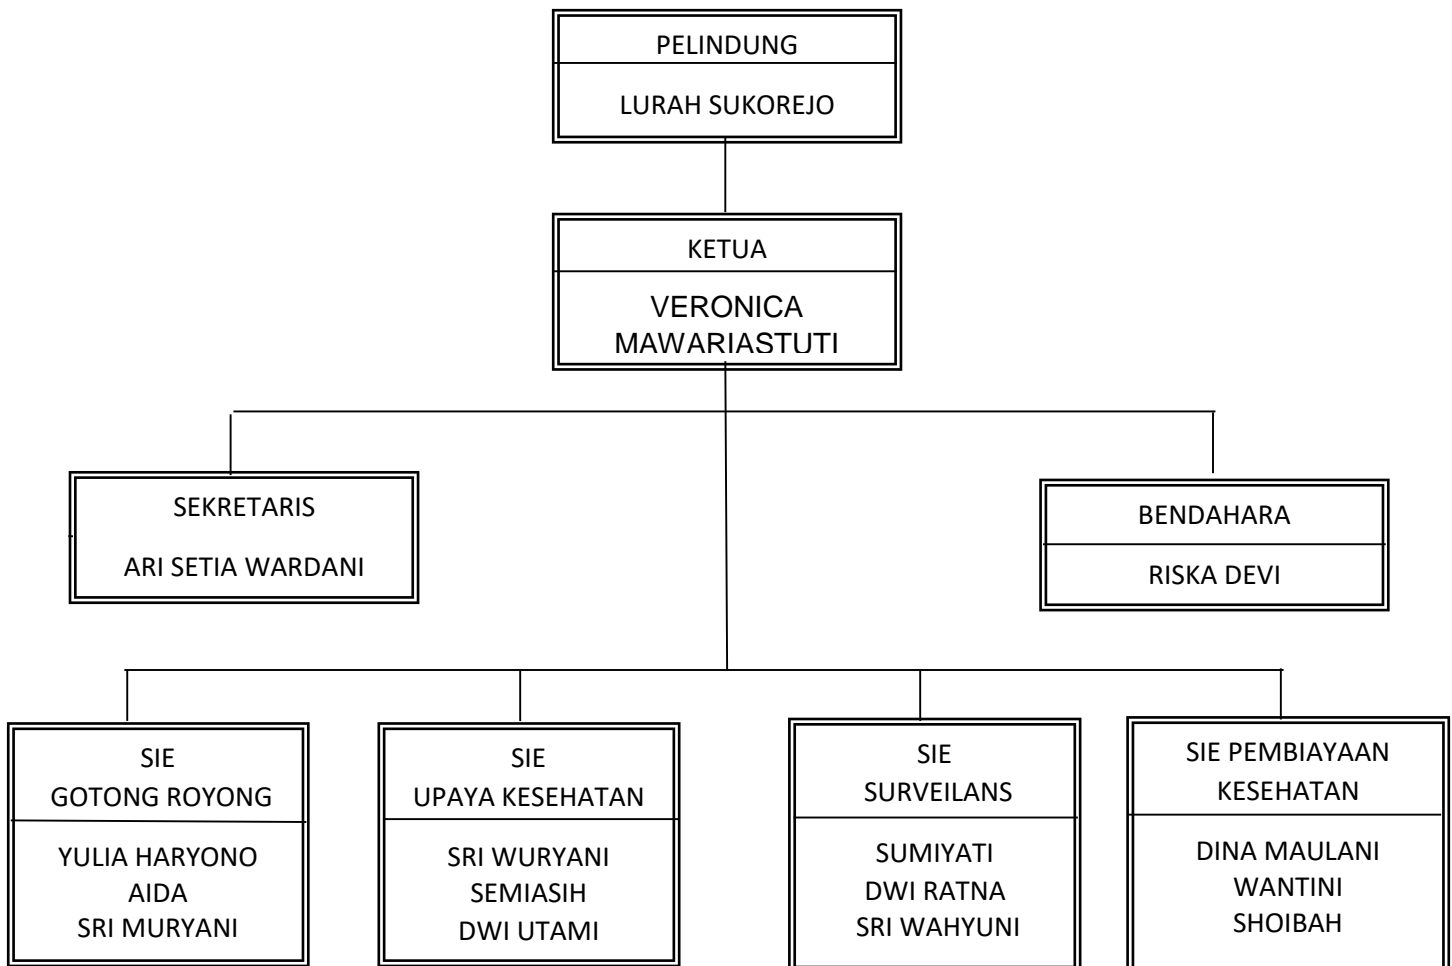 PELINDUNG
LURAH SUKOREJO
KETUA
VERONICA
MAWARIASTUTI
SEKRETARIS
ARI SETIA WARDANI
BENDAHARA
RISKA DEVI
SIE
GOTONG ROYONG
YULIA HARYONO
AIDA
SRI MURYANI
SIE
UPAYA KESEHATAN
SRI WURYANI
SEMIASIH
DWI UTAMI
SIE
SURVEILANS
SUMIYATI
DWI RATNA
SRI WAHYUNI
SIE PEMBIAYAAN
KESEHATAN
DINA MAULANI
WANTINI
SHOIBAH